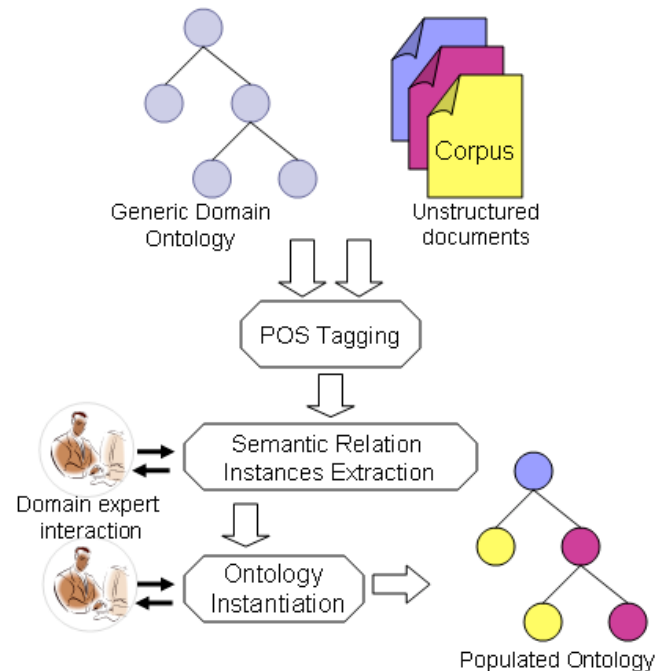 Corpus
Generic Domain
Ontology
Unstructured
documents
POS Tagging
Semantic Relation
Instances Extraction
Domain expert
interaction
Ontology
Instantiation
Populated Ontology